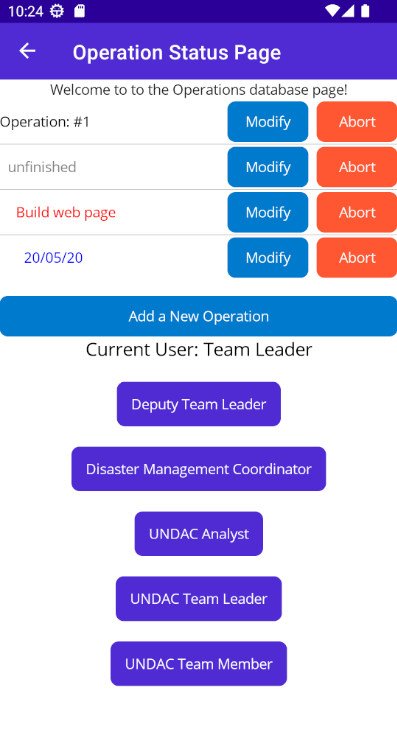 10:24
Operation Status Page
Welcome to to the Operations database page!
Operation: #1 Modify Abort
unfinished Modify Abort
Build web page Modify Abort
20/05/20 Modify Abort
Add a New Operation
Current User: Team Leader
Deputy Team Leader
Disaster Management Coordinator
UNDAC Analyst
UNDAC Team Leader
UNDAC Team Member